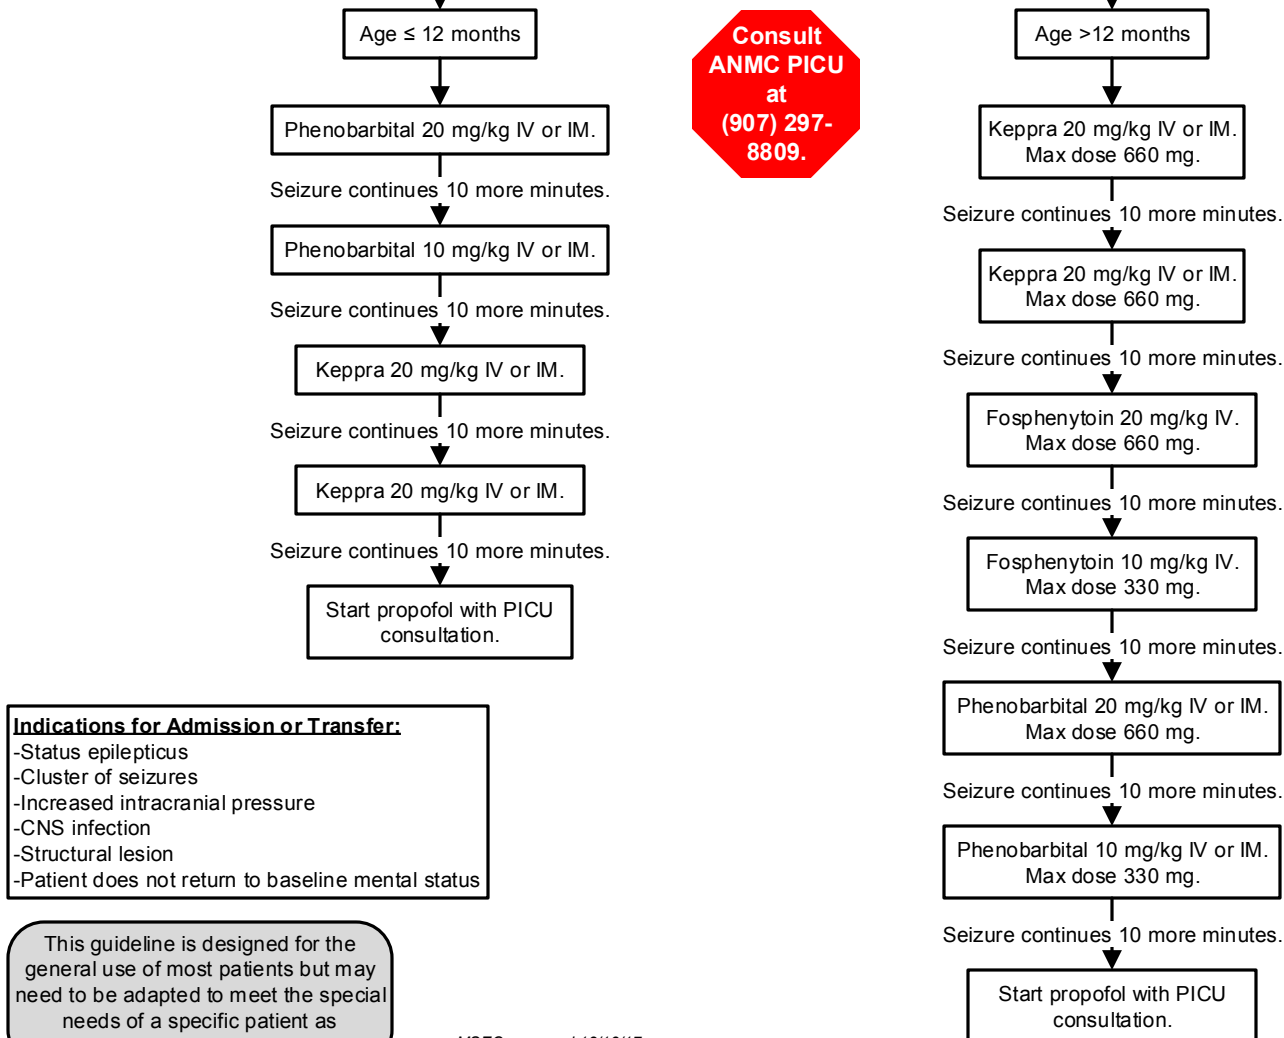 Age ≤ 12 months
Phenobarbital 20 mg/kg IV or IM.
Seizure continues 10 more minutes.
Phenobarbital 10 mg/kg IV or IM.
Seizure continues 10 more minutes.
Keppra 20 mg/kg IV or IM.
Seizure continues 10 more minutes.
Keppra 20 mg/kg IV or IM.
Seizure continues 10 more minutes.
Start propofol with PICU
consultation.
Consult
ANMC PICU
at
(907) 297-
8809.
Age >12 months
Keppra 20 mg/kg IV or IM.
Max dose 660 mg.
Seizure continues 10 more minutes.
Keppra 20 mg/kg IV or IM.
Max dose 660 mg.
Seizure continues 10 more minutes.
Fosphenytoin 20 mg/kg IV.
Max dose 660 mg.
Seizure continues 10 more minutes.
Fosphenytoin 10 mg/kg IV.
Max dose 330 mg.
Seizure continues 10 more minutes.
Phenobarbital 20 mg/kg IV or IM.
Max dose 660 mg.
Seizure continues 10 more minutes.
Phenobarbital 10 mg/kg IV or IM.
Max dose 330 mg.
Seizure continues 10 more minutes.
Start propofol with PICU
consultation.
Indications for Admission or Transfer:
-Status epilepticus
-Cluster of seizures
-Increased intracranial pressure
-CNS infection
-Structural lesion
-Patient does not return to baseline mental status
This guideline is designed for the
general use of most patients but may
need to be adapted to meet the special
needs of a specific patient as